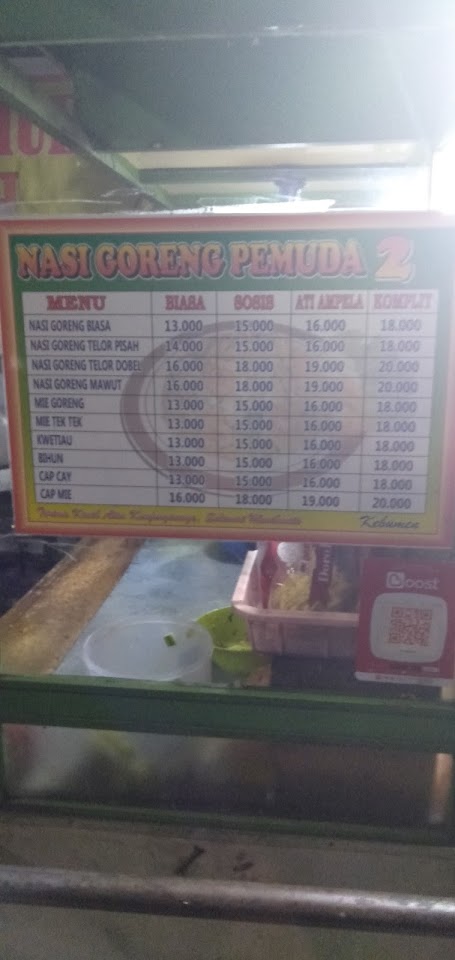 NASI GORENG PEMUDA 2
MENU BIASA SOSIS ATI AMPELA KOMPLIT
NASI GORENG BIASA 13.000 15.000 16.000 18.000
NASI GORENG TELOR PISAH 14.000 15.000 16.000 18.000
NASI GORENG TELOR DOBEL 16.000 18.000 19.000 20.000
NASI GORENG MAWUT 16.000 18.000 19.000 20.000
MIE GORENG 13.000 15.000 16.000 18.000
MIE TEK TEK 13.000 15.000 16.000 18.000
KWETIAU 13.000 15.000 16.000 18.000
BIHUN 13.000 15.000 16.000 18.000
CAP CAY 13.000 15.000 16.000 18.000
CAP MIE 16.000 18.000 19.000 20.000
Terima Kasih Atas Kunjungannya, Selamat Menikmati Kebumen
Boost